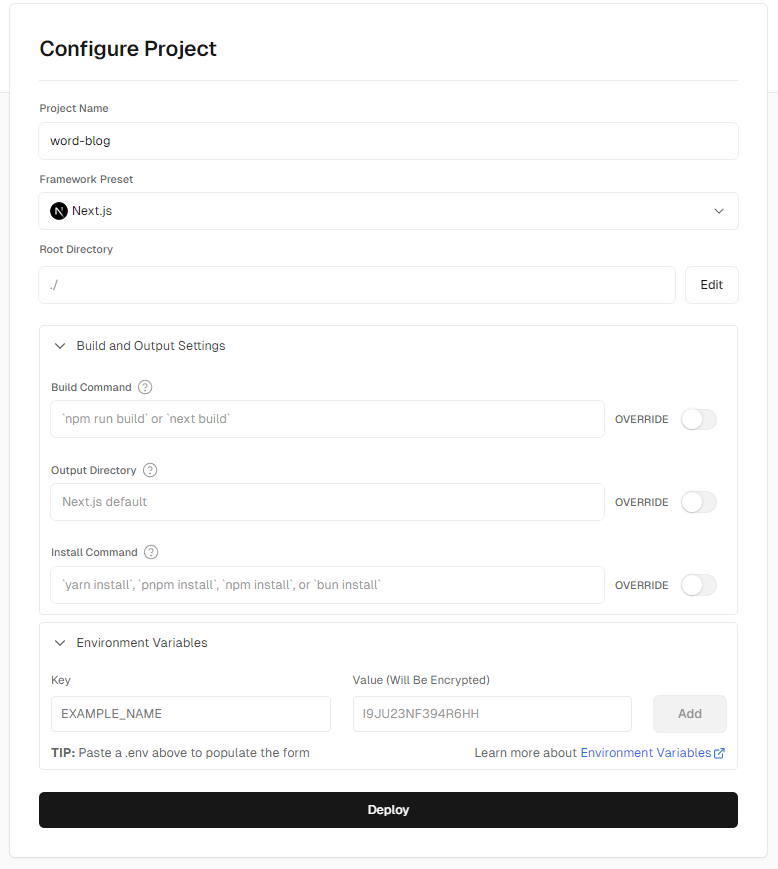 Configure Project
Project Name
word-blog
Framework Preset
N Next.js
Root Directory
./
Edit
Build and Output Settings
Build Command ?
`npm run build` or `next build`
OVERRIDE
Output Directory ?
Next.js default
OVERRIDE
Install Command ?
`yarn install`, `pnpm install`, `npm install`, or `bun install`
OVERRIDE
Environment Variables
Key
Value (Will Be Encrypted)
EXAMPLE_NAME
I9JU23NF394R6HH
Add
TIP: Paste a .env above to populate the form
Learn more about Environment Variables
Deploy